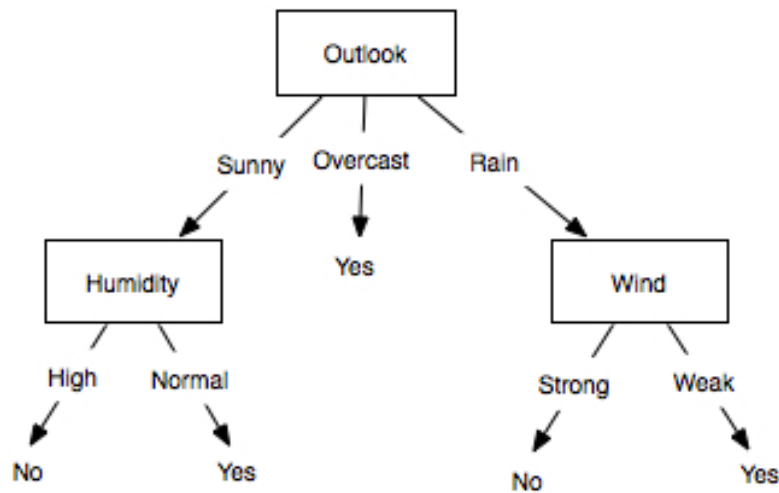 Outlook
Sunny Overcast Rain
Yes
Humidity Wind
High Normal Strong Weak
No Yes No Yes